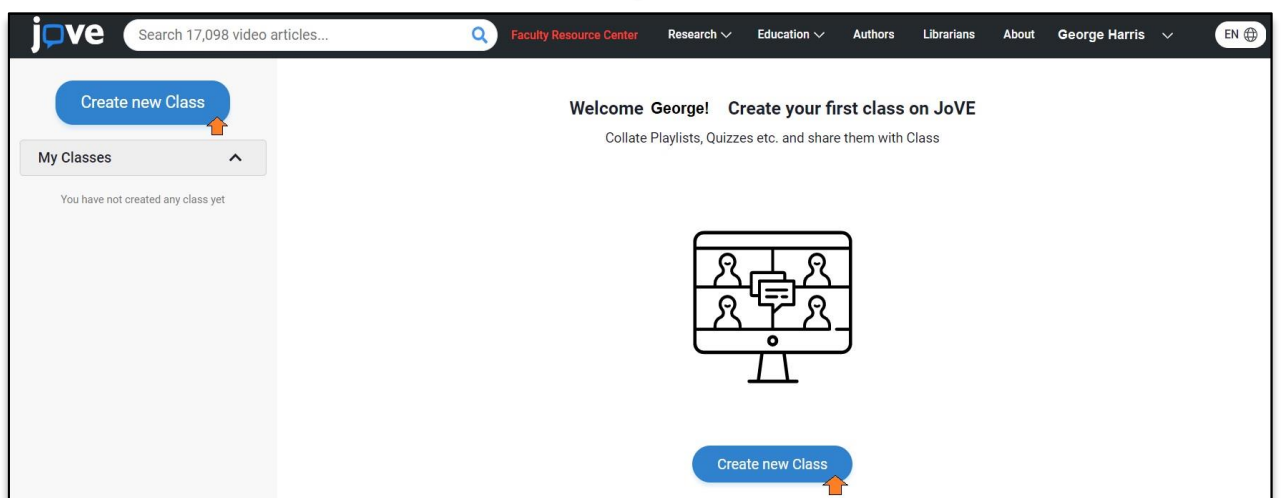 jove Search 17,098 video articles... Faculty Resource Center Research Education Authors Librarians About George Harris EN
Create new Class
My Classes
You have not created any class yet
Welcome George! Create your first class on JoVE
Collate Playlists, Quizzes etc. and share them with Class
Create new Class